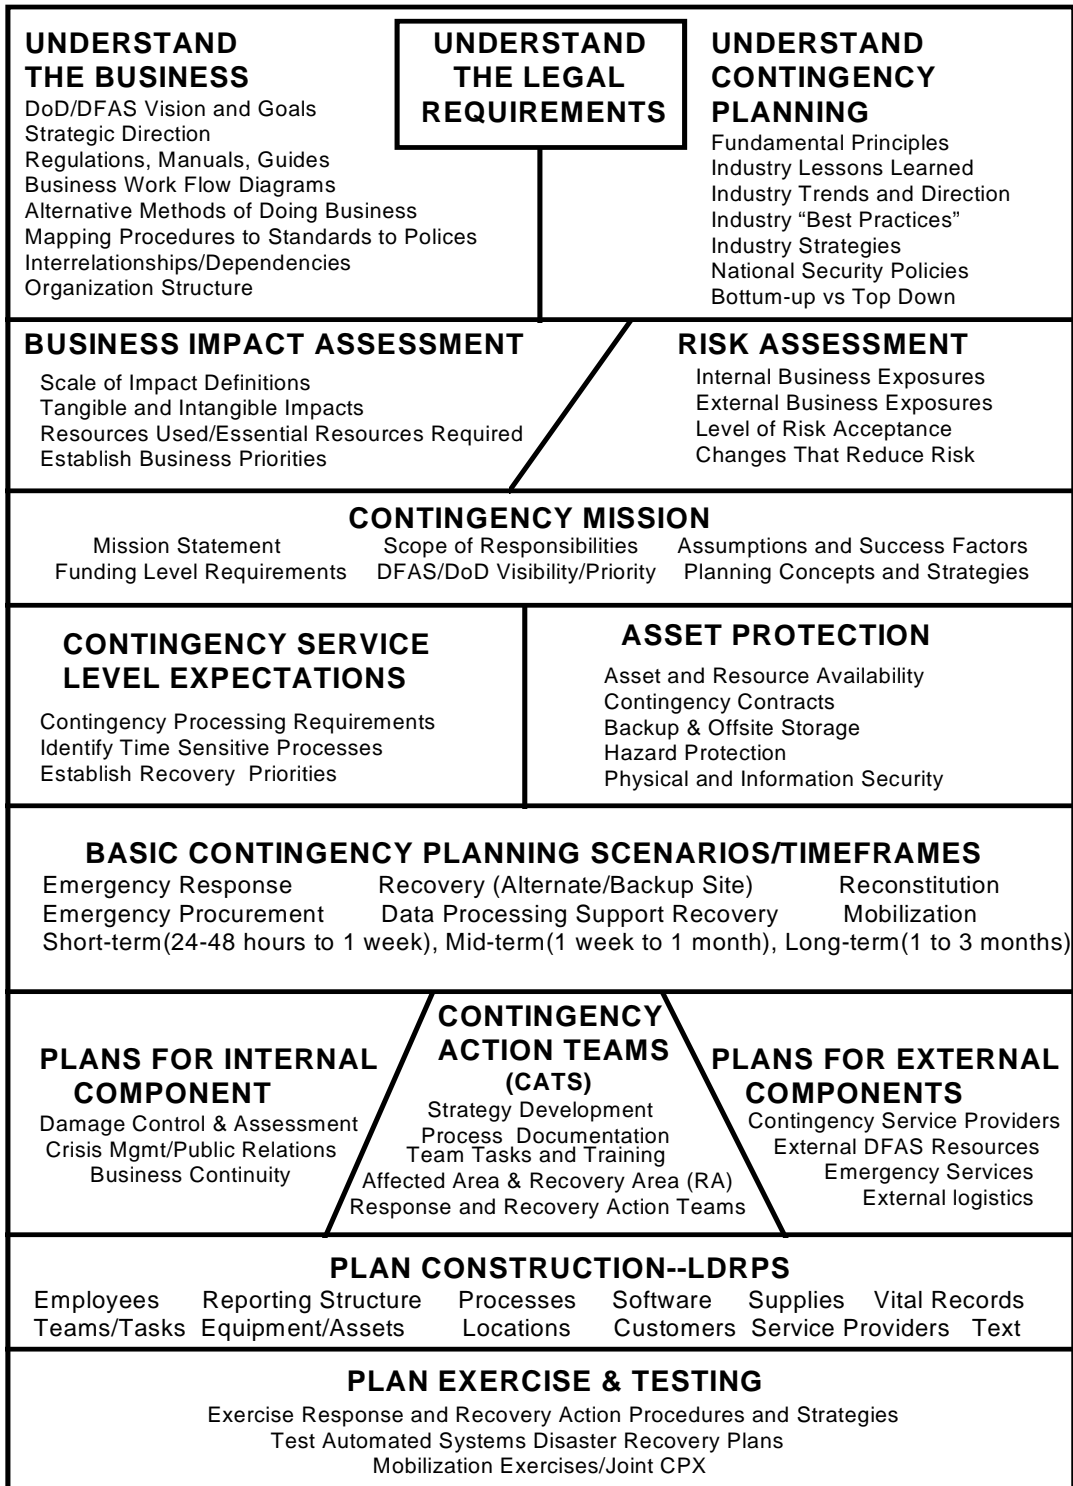 UNDERSTAND
THE BUSINESS
DoD/DFAS Vision and Goals
Strategic Direction
Regulations, Manuals, Guides
Business Work Flow Diagrams
Alternative Methods of Doing Business
Mapping Procedures to Standards to Polices
Interrelationships/Dependencies
Organization Structure
UNDERSTAND
THE LEGAL
REQUIREMENTS
UNDERSTAND
CONTINGENCY
PLANNING
Fundamental Principles
Industry Lessons Learned
Industry Trends and Direction
Industry “Best Practices”
Industry Strategies
National Security Policies
Bottum-up vs Top Down
BUSINESS IMPACT ASSESSMENT
Scale of Impact Definitions
Tangible and Intangible Impacts
Resources Used/Essential Resources Required
Establish Business Priorities
RISK ASSESSMENT
Internal Business Exposures
External Business Exposures
Level of Risk Acceptance
Changes That Reduce Risk
CONTINGENCY MISSION
Mission Statement Scope of Responsibilities Assumptions and Success Factors
Funding Level Requirements DFAS/DoD Visibility/Priority Planning Concepts and Strategies
CONTINGENCY SERVICE
LEVEL EXPECTATIONS
Contingency Processing Requirements
Identify Time Sensitive Processes
Establish Recovery Priorities
ASSET PROTECTION
Asset and Resource Availability
Contingency Contracts
Backup & Offsite Storage
Hazard Protection
Physical and Information Security
BASIC CONTINGENCY PLANNING SCENARIOS/TIMEFRAMES
Emergency Response Recovery (Alternate/Backup Site) Reconstitution
Emergency Procurement Data Processing Support Recovery Mobilization
Short-term(24-48 hours to 1 week), Mid-term(1 week to 1 month), Long-term(1 to 3 months)
PLANS FOR INTERNAL
COMPONENT
Damage Control & Assessment
Crisis Mgmt/Public Relations
Business Continuity
CONTINGENCY
ACTION TEAMS
(CATS)
Strategy Development
Process Documentation
Team Tasks and Training
Affected Area & Recovery Area (RA)
Response and Recovery Action Teams
PLANS FOR EXTERNAL
COMPONENTS
Contingency Service Providers
External DFAS Resources
Emergency Services
External logistics
PLAN CONSTRUCTION--LDRPS
Employees Reporting Structure Processes Software Supplies Vital Records
Teams/Tasks Equipment/Assets Locations Customers Service Providers Text
PLAN EXERCISE & TESTING
Exercise Response and Recovery Action Procedures and Strategies
Test Automated Systems Disaster Recovery Plans
Mobilization Exercises/Joint CPX